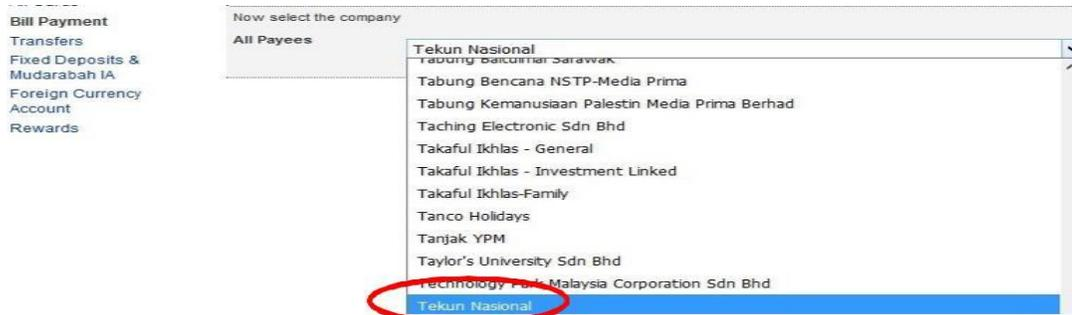 Bill Payment
Transfers
Fixed Deposits &
Mudarabah IA
Foreign Currency
Account
Rewards
Now select the company
All Payees
Tekun Nasional
Tabung Baitulmal Sarawak
Tabung Bencana NSTP-Media Prima
Tabung Kemanusiaan Palestin Media Prima Berhad
Taching Electronic Sdn Bhd
Takaful Ikhlas - General
Takaful Ikhlas - Investment Linked
Takaful Ikhlas-Family
Tanco Holidays
Tanjak YPM
Taylor's University Sdn Bhd
Technology Park Malaysia Corporation Sdn Bhd
Tekun Nasional